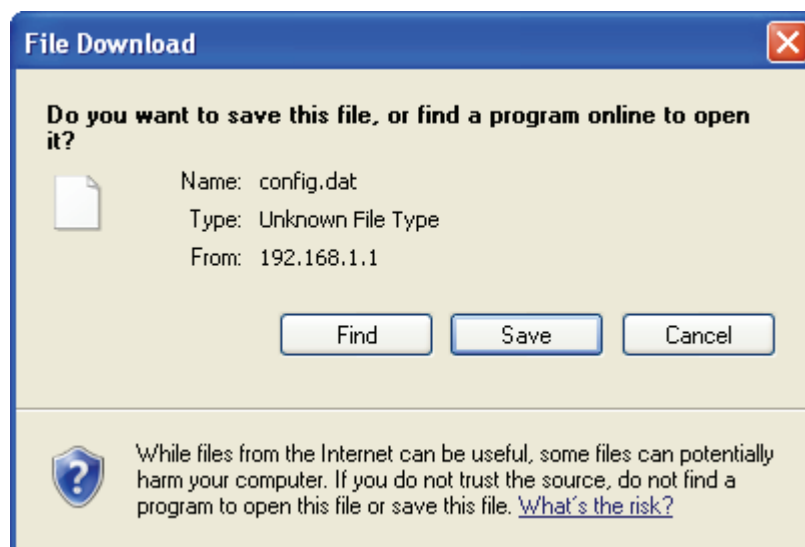 File Download
Do you want to save this file, or find a program online to open
it?
Name: config.dat
Type: Unknown File Type
From: 192.168.1.1
Find Save Cancel
While files from the Internet can be useful, some files can potentially
harm your computer. If you do not trust the source, do not find a
program to open this file or save this file. What's the risk?